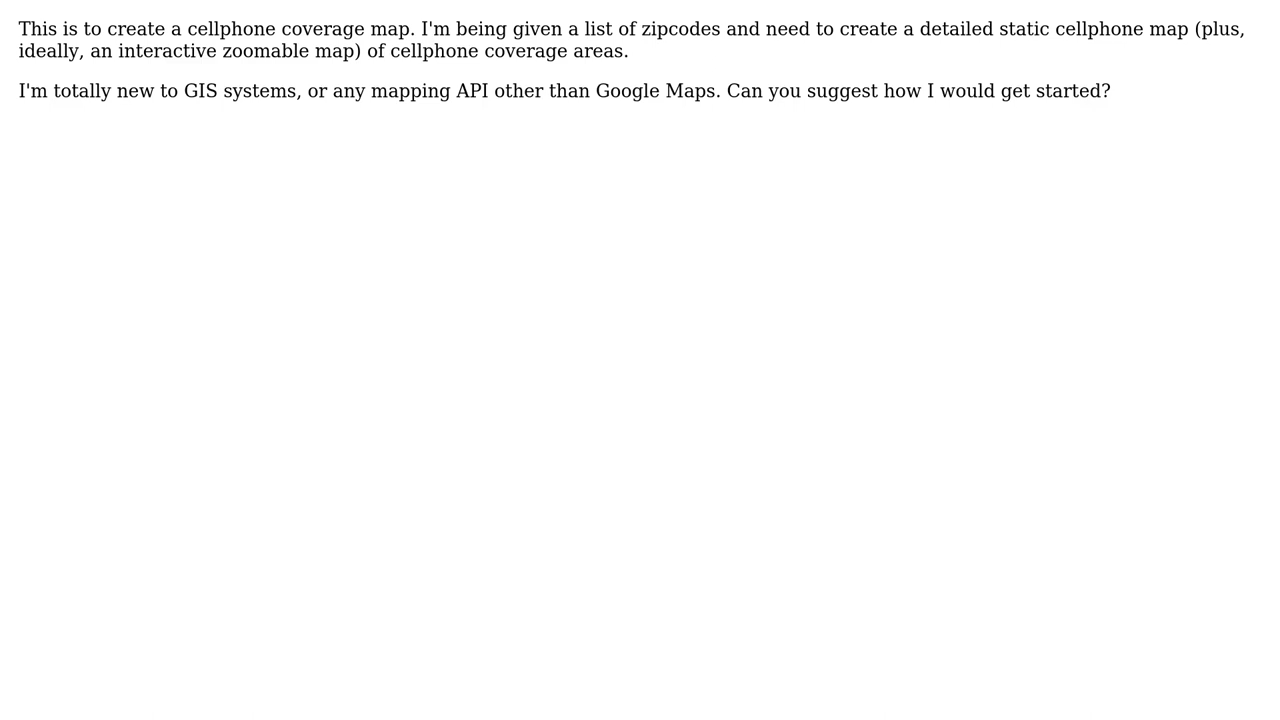 This is to create a cellphone coverage map. I'm being given a list of zipcodes and need to create a detailed static cellphone map (plus,
ideally, an interactive zoomable map) of cellphone coverage areas.
I'm totally new to GIS systems, or any mapping API other than Google Maps. Can you suggest how I would get started?